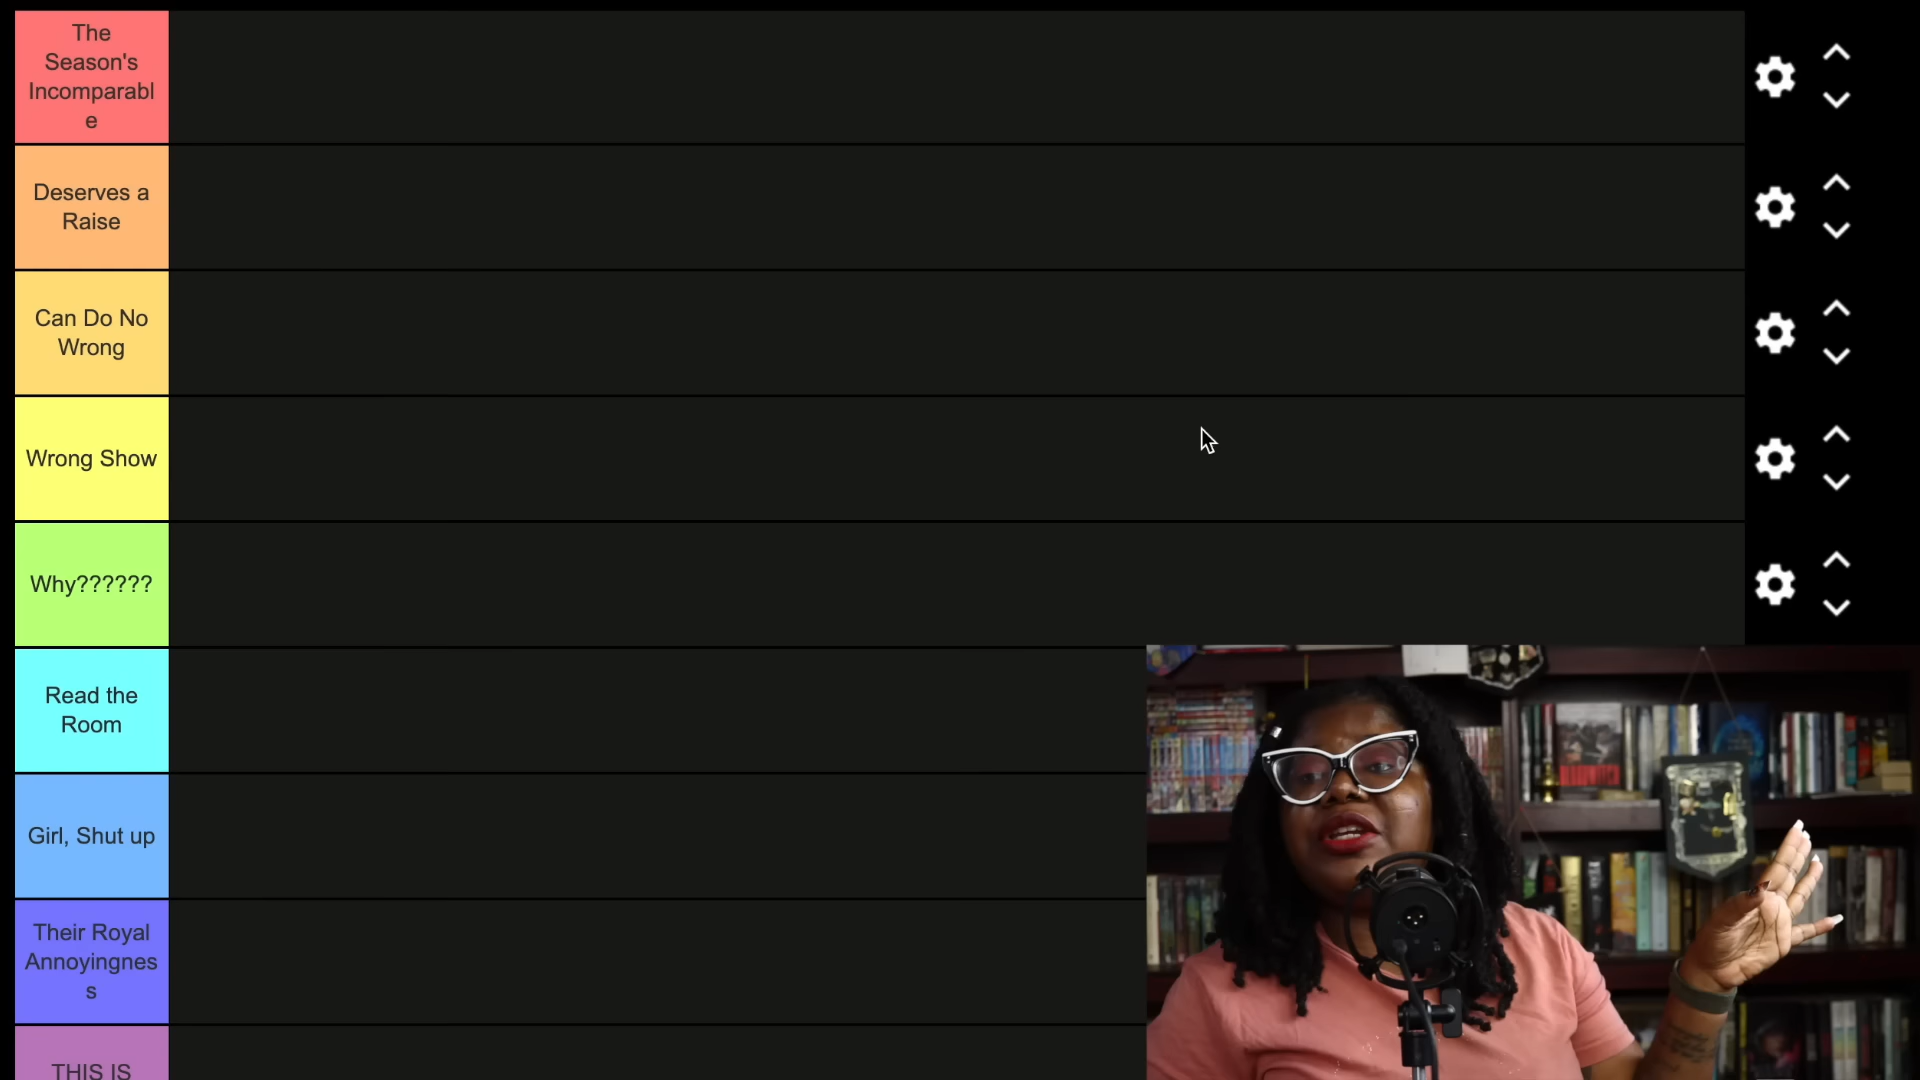 The
Season's
Incomparabl
e
Deserves a
Raise
Can Do No
Wrong
Wrong Show
Why??????
Read the
Room
Girl, Shut up
Their Royal
Annoyingnes
s
THIS IS